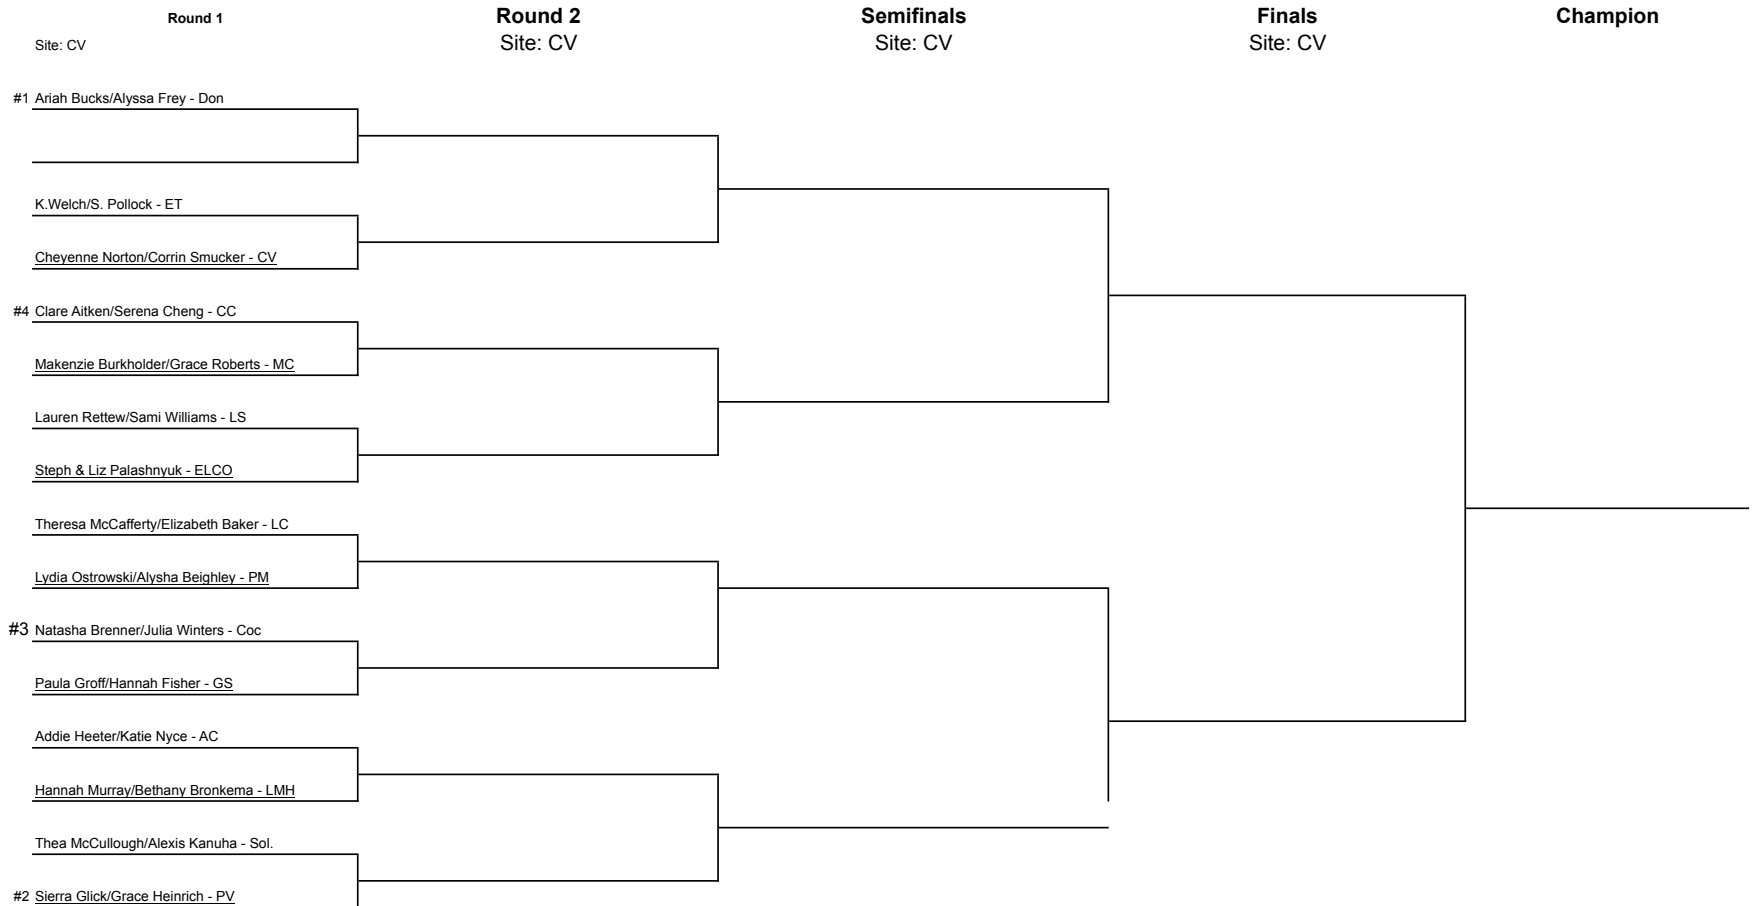 Round 1 Round 2 Semifinals Finals Champion
Site: CV Site: CV Site: CV Site: CV
#1 Ariah Bucks/Alyssa Frey - Don
K.Welch/S. Pollock - ET
Cheyenne Norton/Corrin Smucker - CV
#4 Clare Aitken/Serena Cheng - CC
Makenzie Burkholder/Grace Roberts - MC
Lauren Rettew/Sami Williams - LS
Steph & Liz Palashnyuk - ELCO
Theresa McCafferty/Elizabeth Baker - LC
Lydia Ostrowski/Alysha Beighley - PM
#3 Natasha Brenner/Julia Winters - Coc
Paula Groff/Hannah Fisher - GS
Addie Heeter/Katie Nyce - AC
Hannah Murray/Bethany Bronkema - LMH
Thea McCullough/Alexis Kanuha - Sol.
#2 Sierra Glick/Grace Heinrich - PV